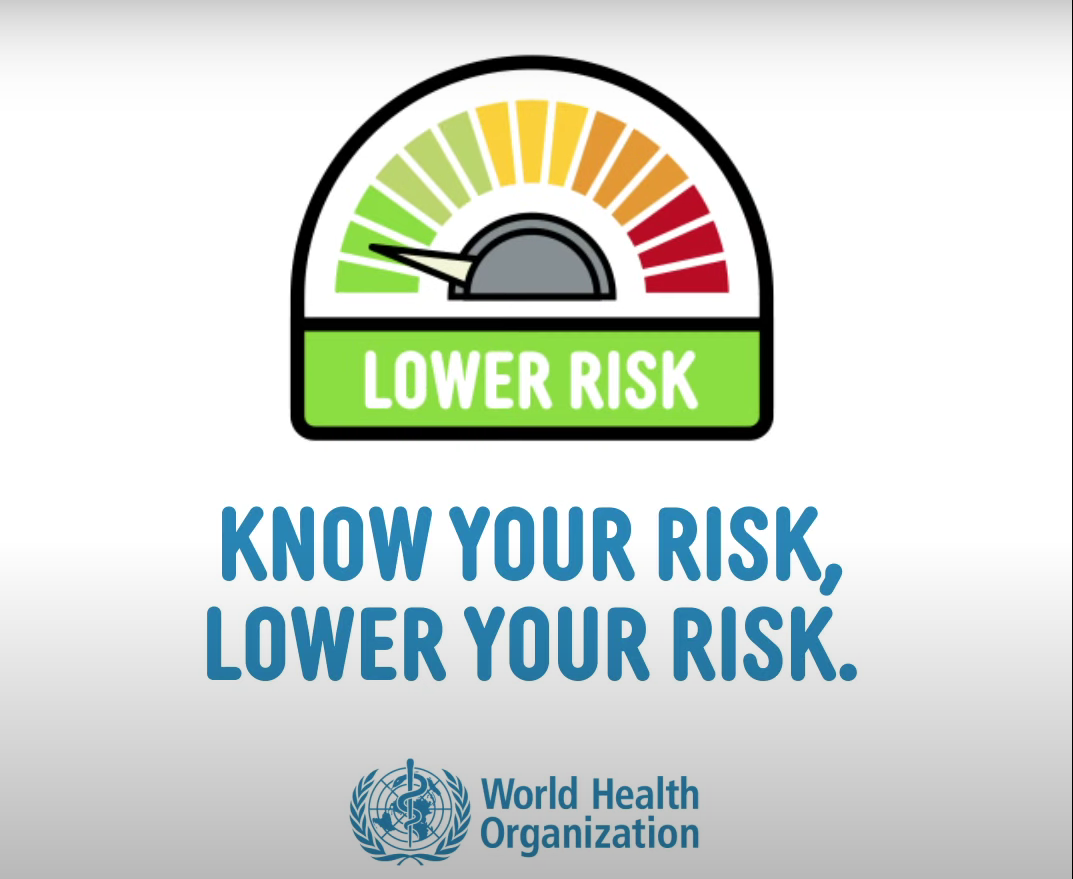 LOWER RISK
KNOW YOUR RISK,
LOWER YOUR RISK.
World Health
Organization